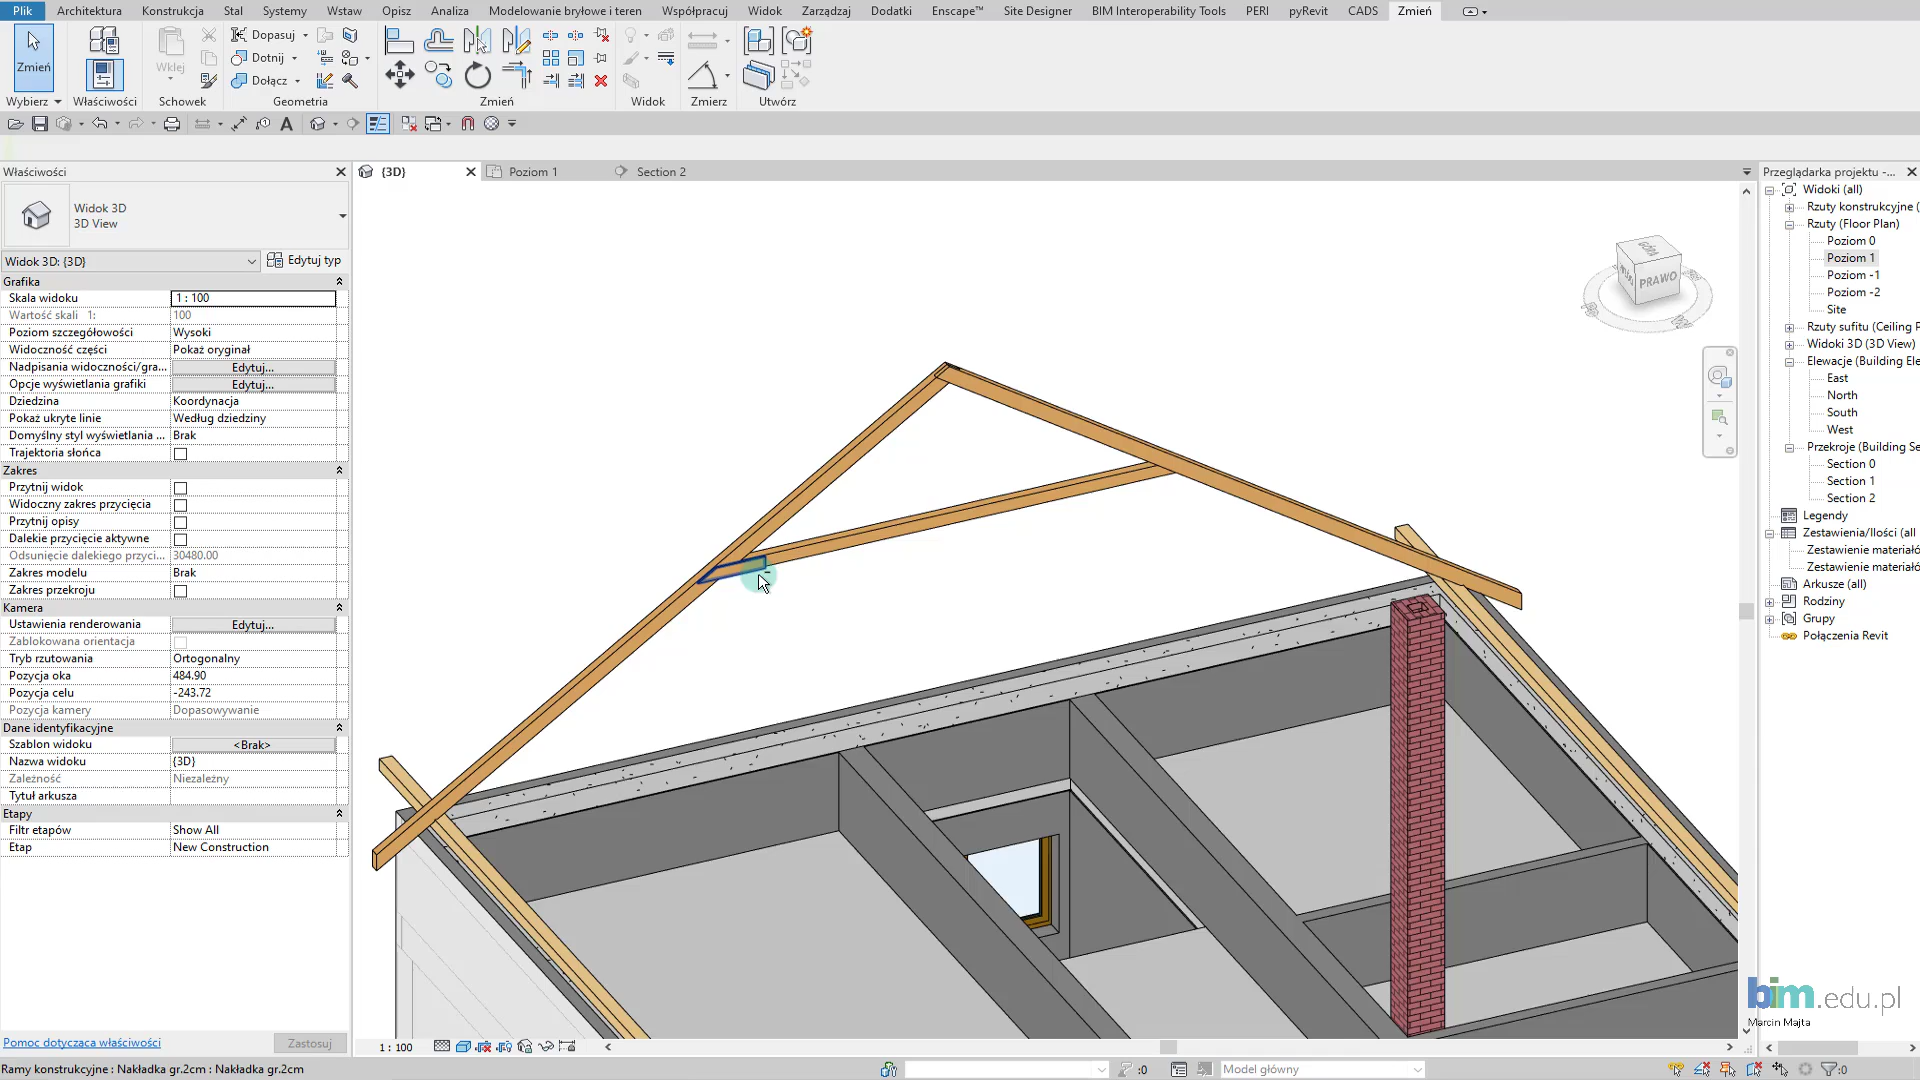 Plik Architektura Konstrukcja Stal Systemy Wstaw Opisz Analiza Modelowanie bryłowe i teren Współpracuj Widok Zarządzaj Dodatki Enscape™ Site Designer BIM Interoperability Tools PERI pyRevit CADS Zmień
Zmień
Wklej
Dopasuj
Dotnij
Dołącz
Wybierz Właściwości Schowek Geometria Zmień Widok Zmierz Utwórz
Właściwości
Widok 3D
3D View
Widok 3D: {3D} Edytuj typ
Grafika
Skala widoku 1 : 100
Wartość skali 1: 100
Poziom szczegółowości Wysoki
Widoczność części Pokaż oryginał
Nadpisania widoczności/gra... Edytuj...
Opcje wyświetlania grafiki Edytuj...
Dziedzina Koordynacja
Pokaż ukryte linie Według dziedziny
Domyślny styl wyświetlania ... Brak
Trajektoria słońca
Zakres
Przytnij widok
Widoczny zakres przycięcia
Przytnij opisy
Dalekie przycięcie aktywne
Odsunięcie dalekiego przyci... 30480.00
Zakres modelu Brak
Zakres przekroju
Kamera
Ustawienia renderowania Edytuj...
Zablokowana orientacja
Tryb rzutowania Ortogonalny
Pozycja oka 484.90
Pozycja celu -243.72
Pozycja kamery Dopasowywanie
Dane identyfikacyjne
Szablon widoku <Brak>
Nazwa widoku {3D}
Zależność Niezależny
Tytuł arkusza
Etapy
Filtr etapów Show All
Etap New Construction
Pomoc dotycząca właściwości Zastosuj
{3D} Poziom 1 Section 2
PRAWO
Przeglądarka projektu -...
Widoki (all)
Rzuty konstrukcyjne (
Rzuty (Floor Plan)
Poziom 0
Poziom 1
Poziom -1
Poziom -2
Site
Rzuty sufitu (Ceiling P
Widoki 3D (3D View)
Elewacje (Building Ele
East
North
South
West
Przekroje (Building Se
Section 0
Section 1
Section 2
Legendy
Zestawienia/Ilości (all
Zestawienie materiałó
Zestawienie materiałó
Arkusze (all)
Rodziny
Grupy
Połączenia Revit
bim.edu.pl
Marcin Majta
1 : 100
Ramy konstrukcyjne : Nakładka gr.2cm : Nakładka gr.2cm
:0
Model główny
:0